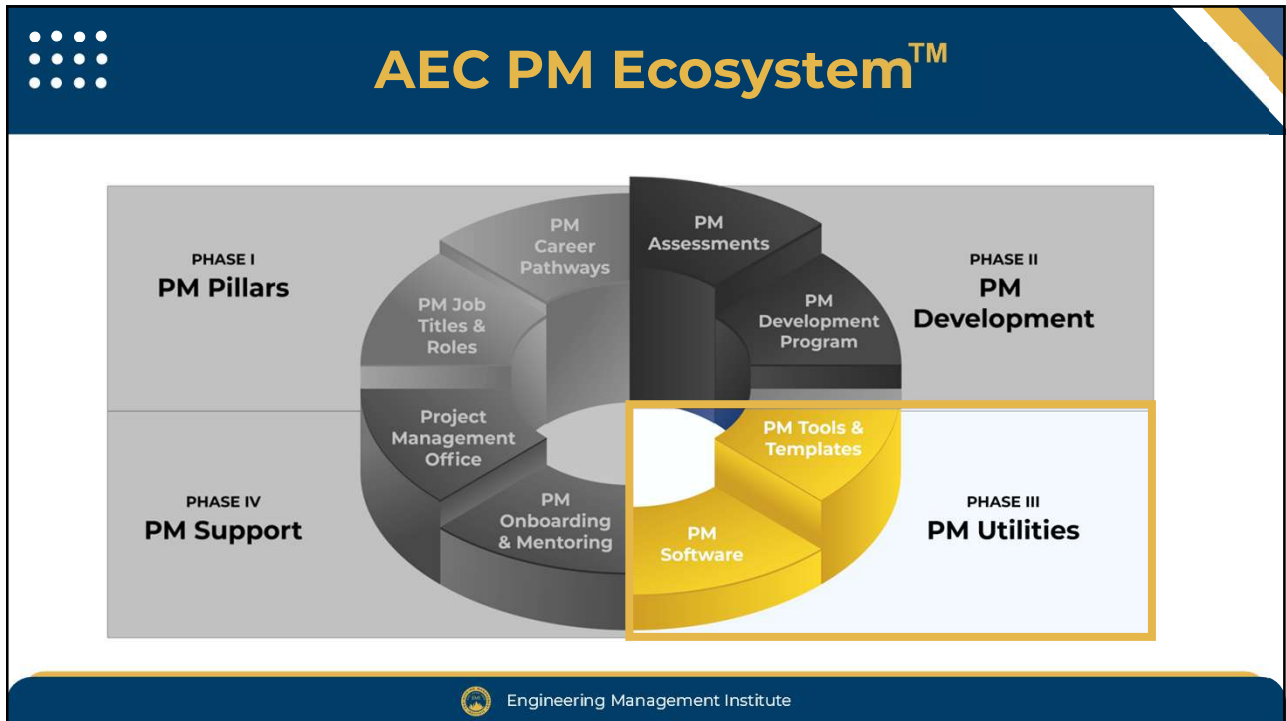 AEC PM Ecosystem™
PHASE I
PM Pillars
PM
Career
Pathways
PM Job
Titles &
Roles
PM
Assessments
PM
Development
Program
PHASE II
PM
Development
PHASE IV
PM Support
Project
Management
Office
PM
Onboarding
& Mentoring
PM Tools &
Templates
PM
Software
PHASE III
PM Utilities
Engineering Management Institute